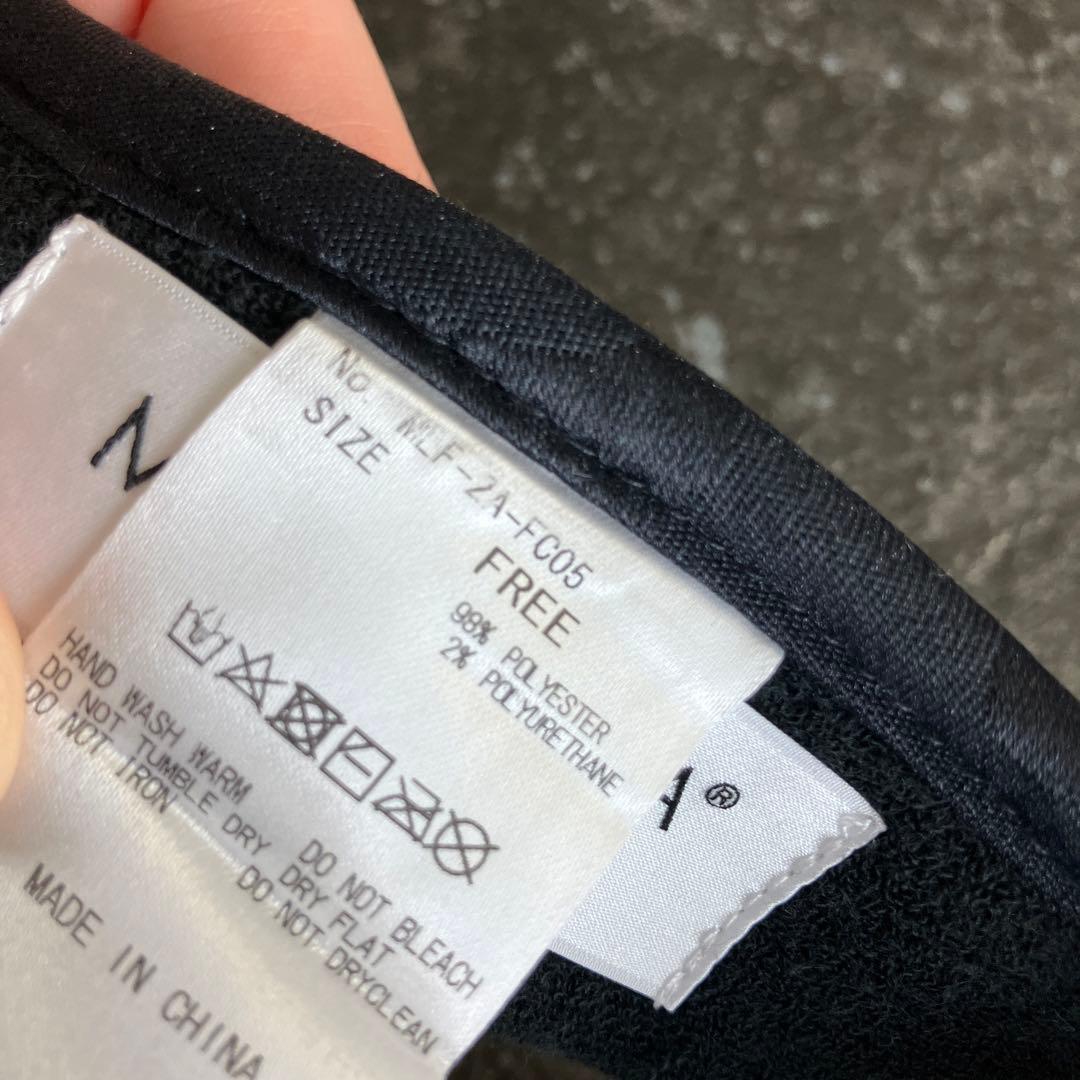 No. MLF-2A-FC05
SIZE FREE
98% POLYESTER
2% POLYURETHANE
HAND WASH WARM DO NOT BLEACH
DO NOT TUMBLE DRY DRY FLAT
DO NOT IRON DO NOT DRYCLEAN
MADE IN CHINA
A®